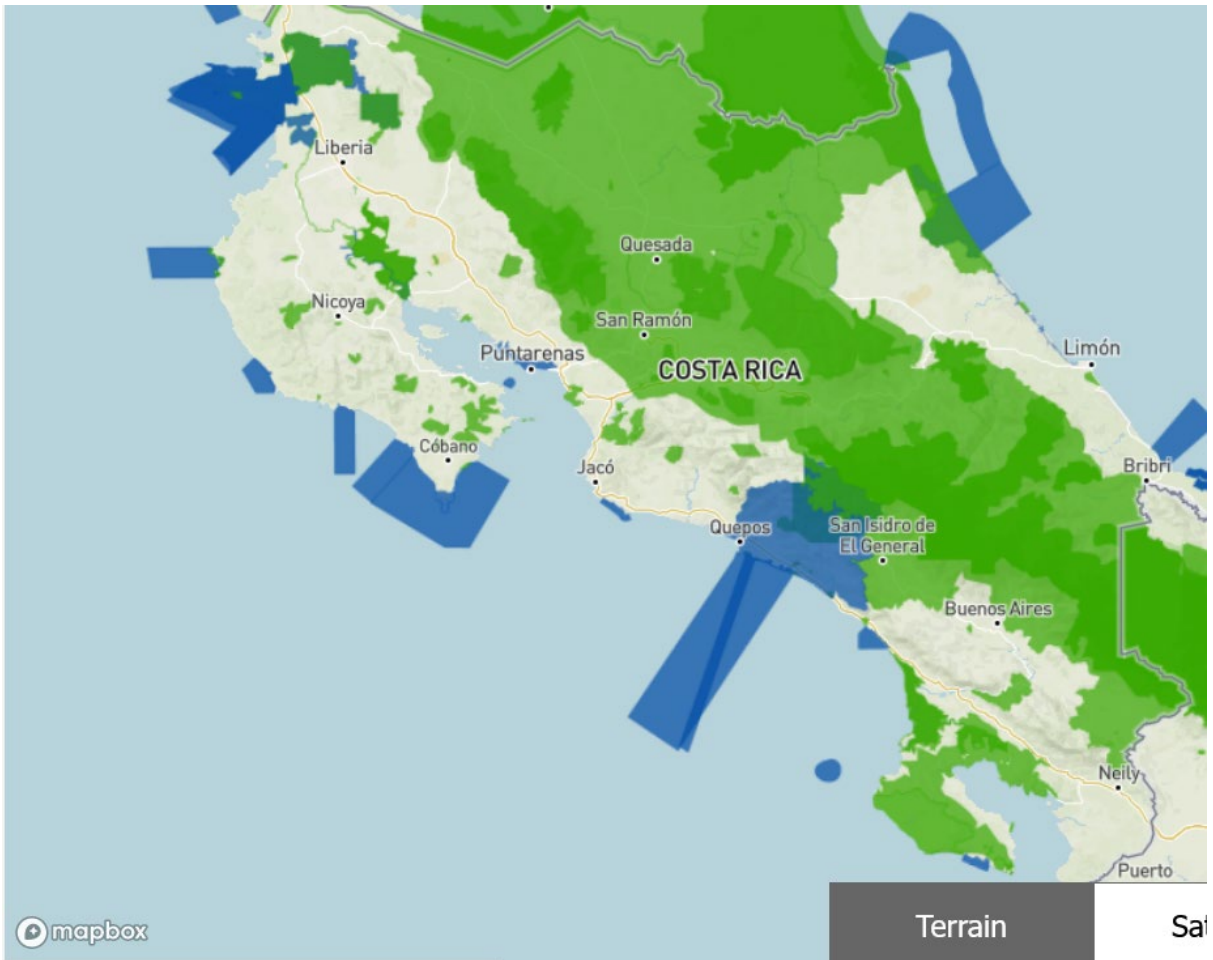 Liberia
Quesada
Nicoya
San Ramón
Puntarenas
Limón
COSTA RICA
Cóbano
Jacó
Bribri
Quepos
San Isidro de
El General
Buenos Aires
Neily
Puerto
mapbox
Terrain
Sat